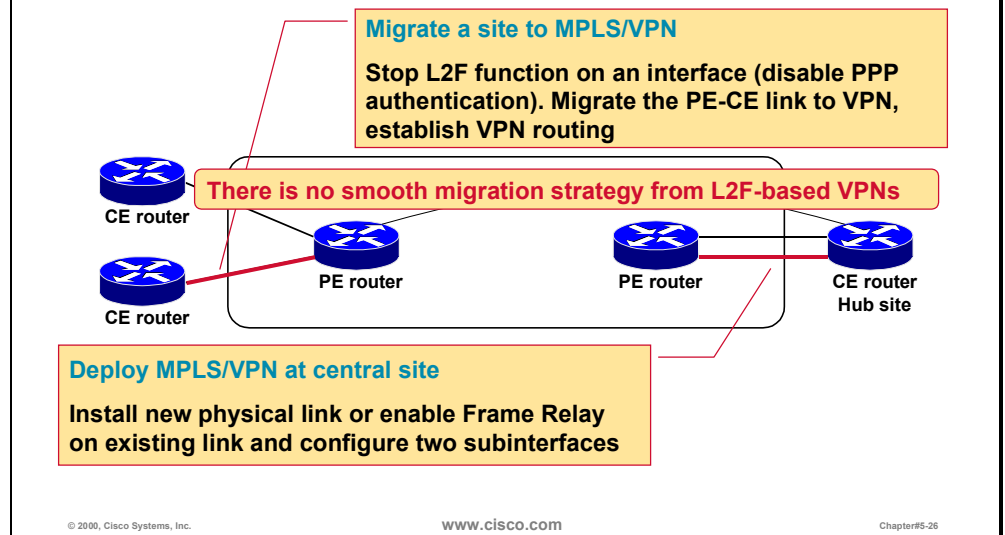 Migrate a site to MPLS/VPN
Stop L2F function on an interface (disable PPP
authentication). Migrate the PE-CE link to VPN,
establish VPN routing
There is no smooth migration strategy from L2F-based VPNs
CE router
PE router
PE router
CE router
Hub site
CE router
Deploy MPLS/VPN at central site
Install new physical link or enable Frame Relay
on existing link and configure two subinterfaces
© 2000, Cisco Systems, Inc.
www.cisco.com
Chapter#5-26